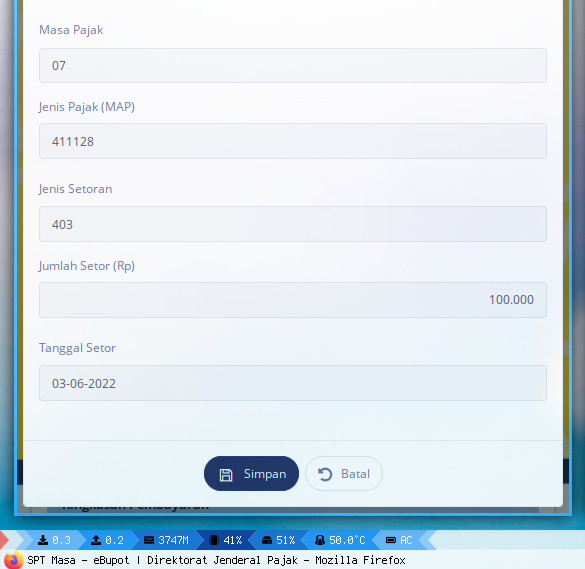 Masa Pajak
07
Jenis Pajak (MAP)
411128
Jenis Setoran
403
Jumlah Setor (Rp)
100.000
Tanggal Setor
03-06-2022
Simpan Batal
Ringkasan Pembayaran
0.3 0.2 3747M 41% 51% 50.0°C AC
SPT Masa - eBupot | Direktorat Jenderal Pajak - Mozilla Firefox